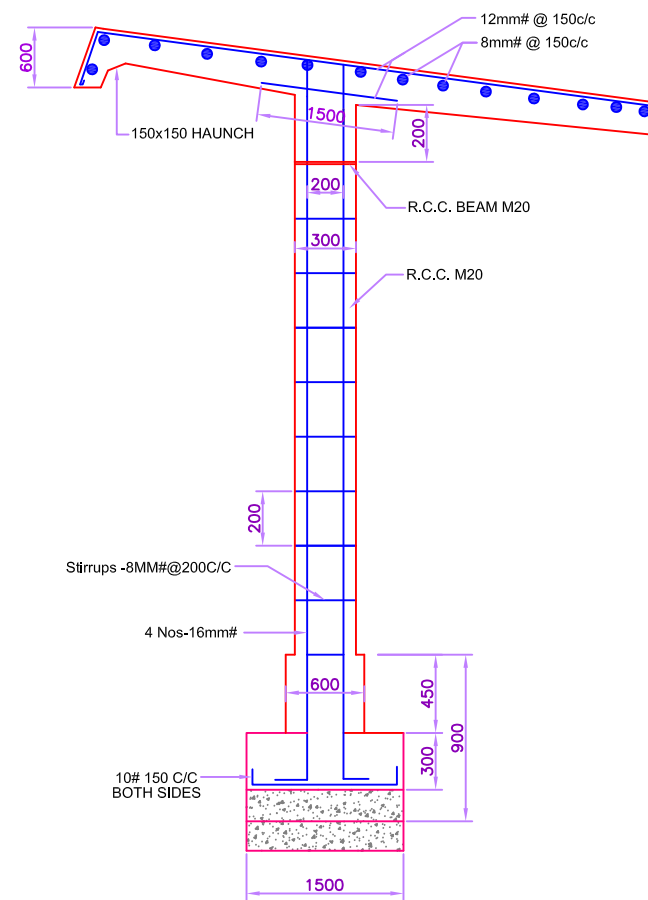 12mm# @ 150c/c
600
8mm# @ 150c/c
150x150 HAUNCH
1500
200
200
R.C.C. BEAM M20
300
R.C.C. M20
200
Stirrups -8MM#@200C/C
4 Nos-16mm#
600
450
900
300
10# 150 C/C
BOTH SIDES
1500